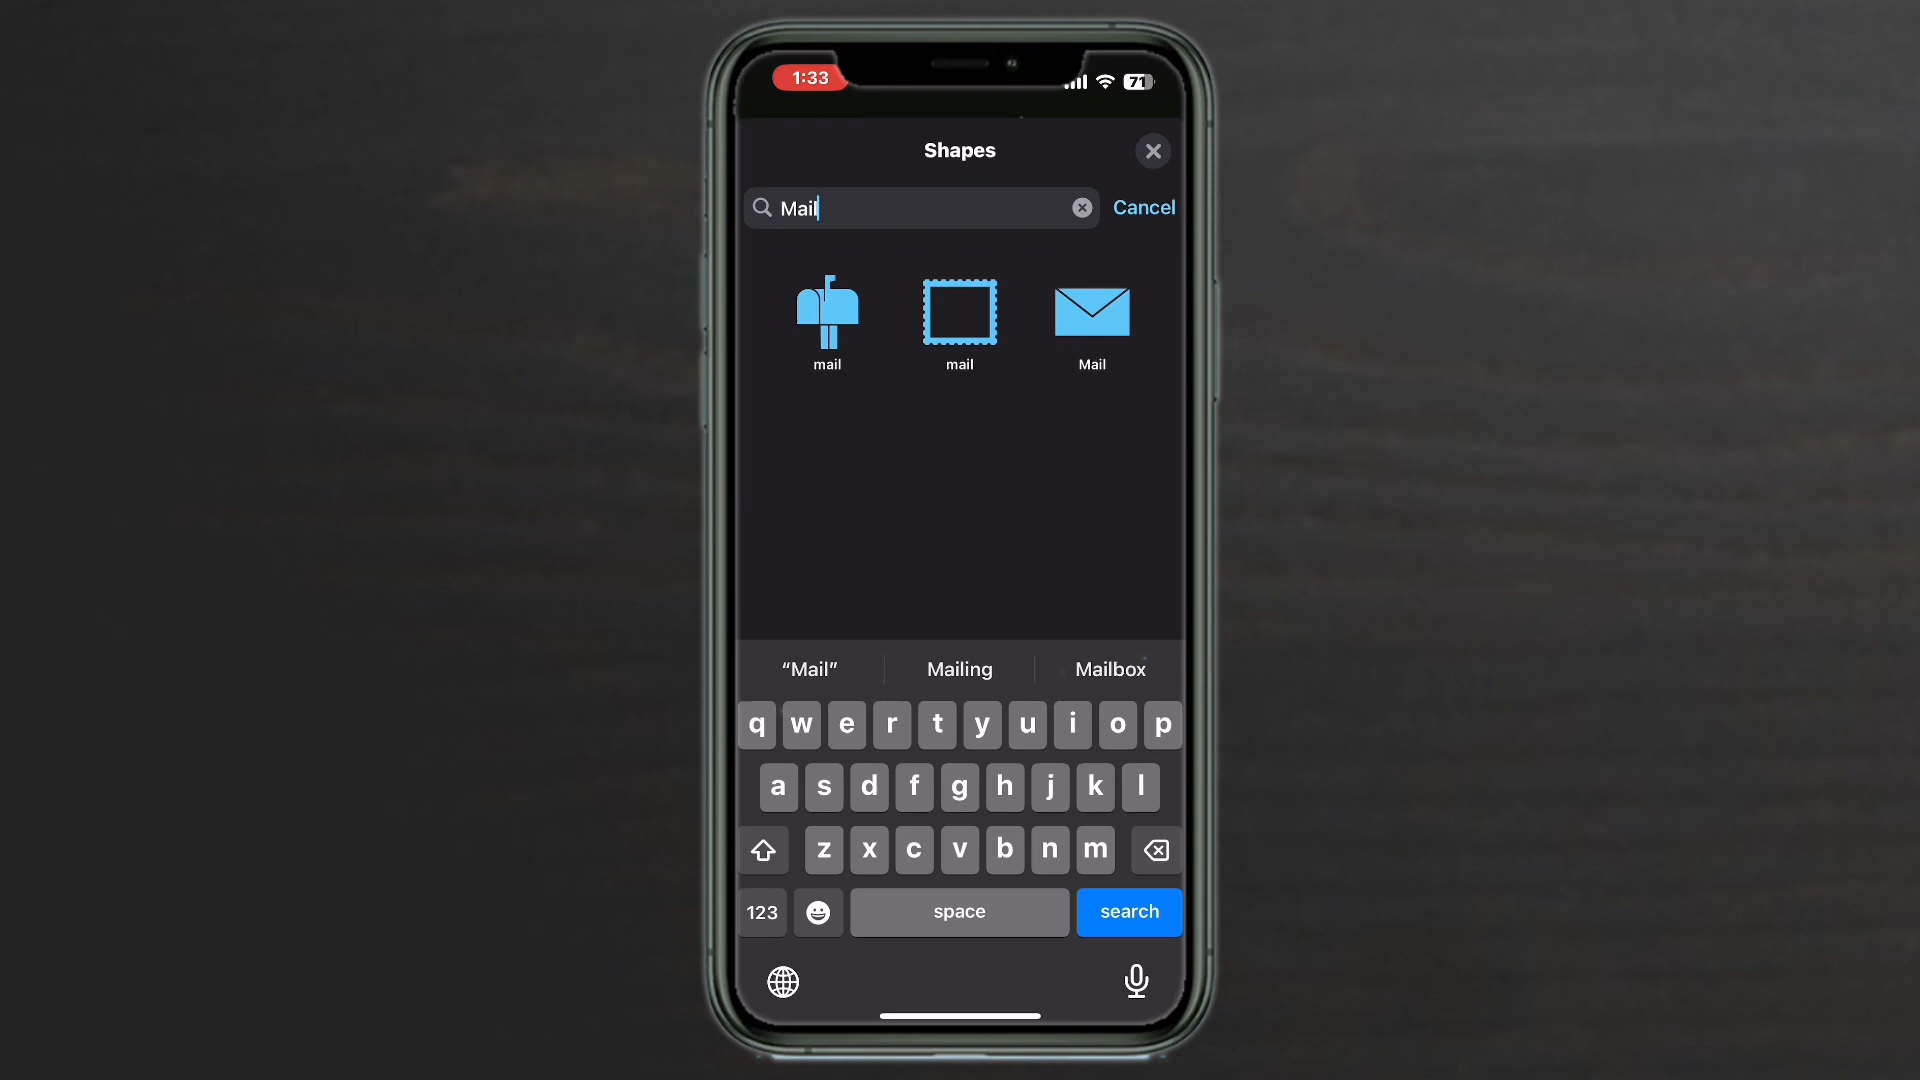 1:33
71
Shapes
Mail
Cancel
mail
mail
Mail
“Mail”
Mailing
Mailbox
q w e r t y u i o p
a s d f g h j k l
z x c v b n m
123
space
search